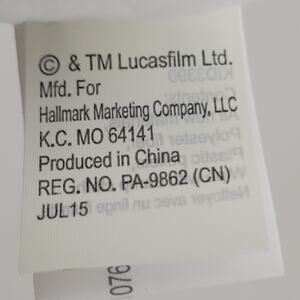 © & TM Lucasfilm Ltd.
Mfd. For
Hallmark Marketing Company, LLC
K.C. MO 64141
Produced in China
REG. NO. PA-9862 (CN)
JUL15
076